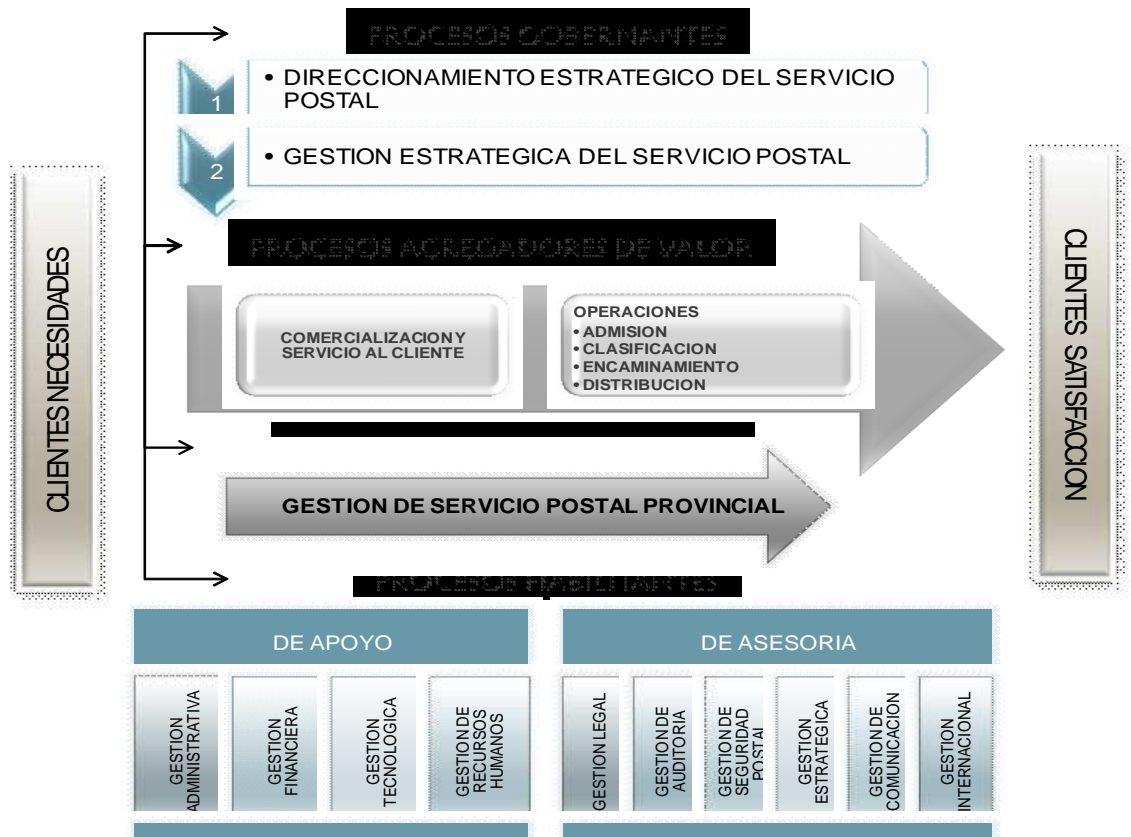 PROCESOS GOBERNANTES
1
• DIRECCIONAMIENTO ESTRATEGICO DEL SERVICIO
POSTAL
2
• GESTION ESTRATEGICA DEL SERVICIO POSTAL
CLIENTES NECESIDADES
PROCESOS AGREGADORES DE VALOR
COMERCIALIZACION Y
SERVICIO AL CLIENTE
OPERACIONES
• ADMISION
• CLASIFICACION
• ENCAMINAMIENTO
• DISTRIBUCION
CLIENTES SATISFACCION
GESTION DE SERVICIO POSTAL PROVINCIAL
PROCESOS HABILITANTES
DE APOYO
DE ASESORIA
GESTION
ADMINISTRATIVA
GESTION
FINANCIERA
GESTION
TECNOLOGICA
GESTION DE
RECURSOS
HUMANOS
GESTION LEGAL
GESTION DE
AUDITORIA
GESTION DE
SEGURIDAD
POSTAL
GESTION
ESTRATEGICA
GESTION DE
COMUNICACION
GESTION
INTERNACIONAL